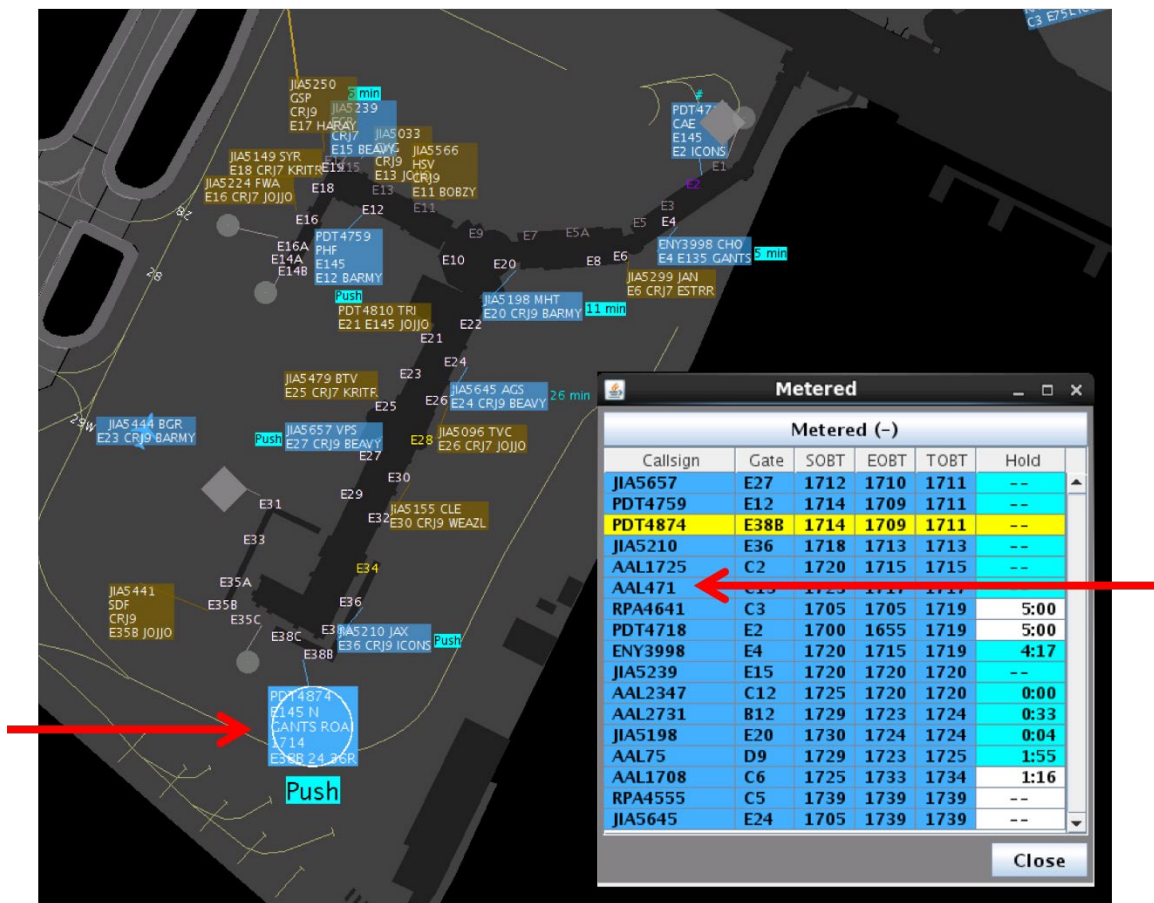 C3 E75L
JIA5250
GSP
CRJ9
E17 HARAY
min
JIA5239
CRJ7
E15 BEAVY
JIA5033
CRJ9
E13
JIA5566
HSV
CRJ9
E11 BOBZY
PDT47
CAE
E145
E2 ICONS
#
JIA5149 SYR
E18 CRJ7 KRITR
JIA5224 FWA
E16 CRJ7 JOJJO
E19
E15
E18
E13
E12
E11
E16
E1
E2
E3
E4
E5
E5A
E7
E9
28
PDT4759
PHF
E145
E12 BARMY
Push
E16A
E14A
E14B
E10
E20
E8
E6
ENY3998 CHO
E4 E135 GANTS
5 min
JIA5299 JAN
E6 CRJ7 ESTRR
PDT4810 TRI
E21 E145 JOJJO
JIA5198 MHT
E20 CRJ9 BARMY
11 min
E22
E21
E24
E23
JIA5479 BTV
E25 CRJ7 KRITR
E25
E26
JIA5645 AGS
E24 CRJ9 BEAVY
26 min
29W
JIA5444 BGR
E23 CRJ9 BARMY
Push
JIA5657 VPS
E27 CRJ9 BEAVY
E28
JIA5096 TVC
E26 CRJ7 JOJJO
E27
E30
E29
E31
E32
JIA5155 CLE
E30 CRJ9 WEAZL
E33
E34
E35A
E35B
E35C
E36
JIA5441
SDF
CRJ9
E35B JOJJO
E38C
E38B
JIA5210 JAX
E36 CRJ9 ICONS
Push
PDT4874
E145 N
GANTS ROA
1714
E38B 24 36R
Push
Metered
Metered (-)
Callsign Gate SOBT EOBT TOBT Hold
JIA5657 E27 1712 1710 1711 --
PDT4759 E12 1714 1709 1711 --
PDT4874 E38B 1714 1709 1711 --
JIA5210 E36 1718 1713 1713 --
AAL1725 C2 1720 1715 1715 --
AAL471
RPA4641 C3 1705 1705 1719 5:00
PDT4718 E2 1700 1655 1719 5:00
ENY3998 E4 1720 1715 1719 4:17
JIA5239 E15 1720 1720 1720 --
AAL2347 C12 1725 1720 1720 0:00
AAL2731 B12 1729 1723 1724 0:33
JIA5198 E20 1730 1724 1724 0:04
AAL75 D9 1729 1723 1725 1:55
AAL1708 C6 1725 1733 1734 1:16
RPA4555 C5 1739 1739 1739 --
JIA5645 E24 1705 1739 1739 --
Close